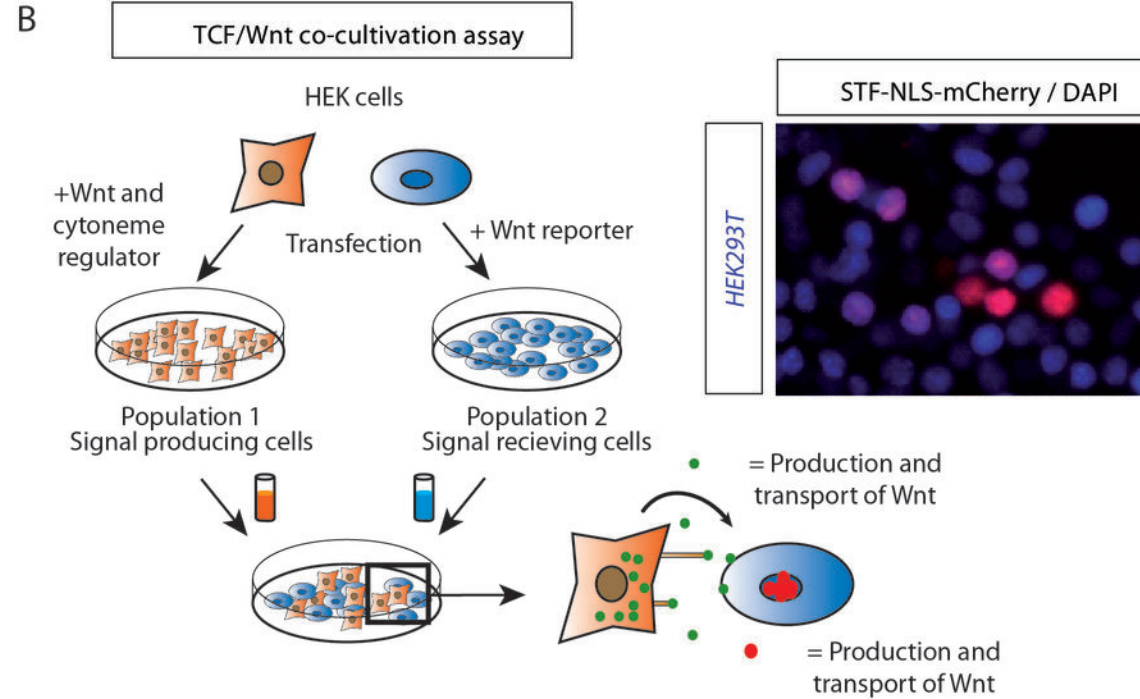 B
TCF/Wnt co-cultivation assay
HEK cells
+Wnt and
cytoneme
regulator
Transfection
+ Wnt reporter
Population 1
Signal producing cells
Population 2
Signal recieving cells
STF-NLS-mCherry / DAPI
HEK293T
= Production and
transport of Wnt
= Production and
transport of Wnt